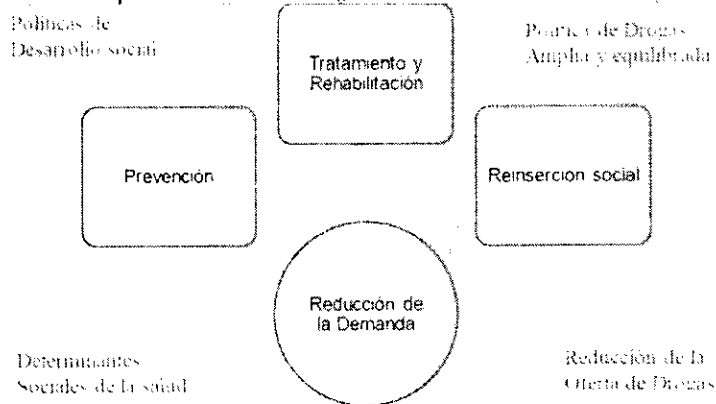 Políticas de
Desarrollo social
Política de Drogas
Amplia y equilibrada
Tratamiento y
Rehabilitación
Prevención
Reinsercion social
Reducción de
la Demanda
Determinantes
Sociales de la salud
Reducción de la
Oferta de Drogas